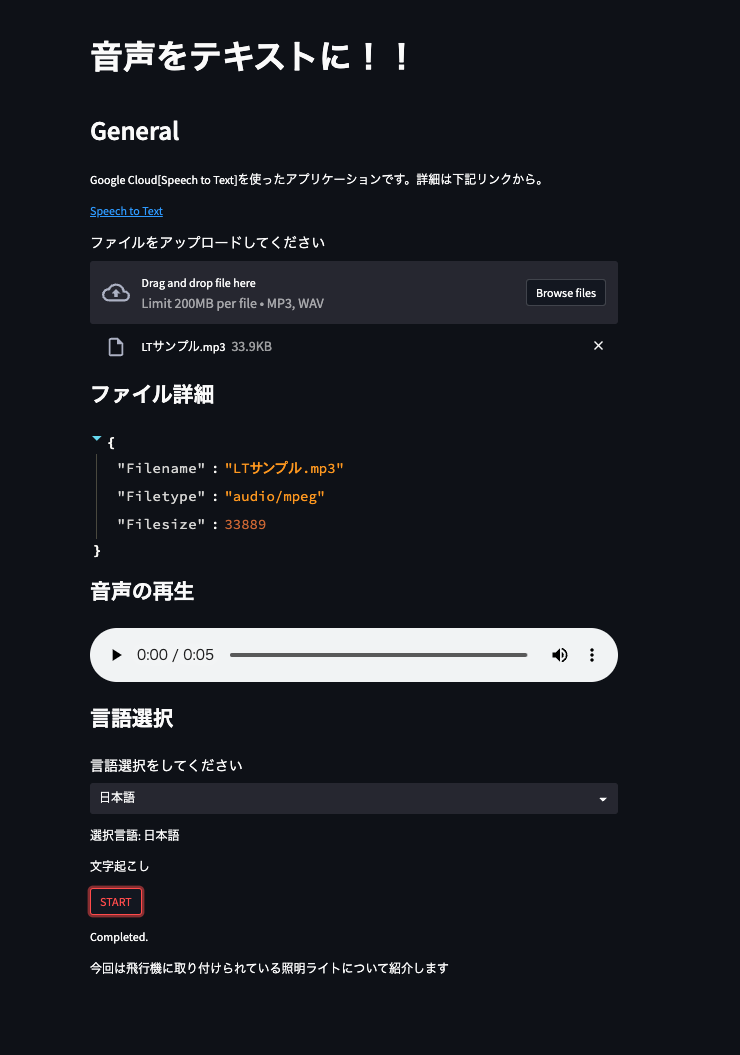 音声をテキストに！！
General
Google Cloud[Speech to Text]を使ったアプリケーションです。詳細は下記リンクから。
Speech to Text
ファイルをアップロードしてください
Drag and drop file here
Limit 200MB per file • MP3, WAV
Browse files
LTサンプル.mp3 33.9KB
ファイル詳細
{
"Filename" : "LTサンプル.mp3"
"Filetype" : "audio/mpeg"
"Filesize" : 33889
}
音声の再生
0:00 / 0:05
言語選択
言語選択をしてください
日本語
選択言語: 日本語
文字起こし
START
Completed.
今回は飛行機に取り付けられている照明ライトについて紹介します